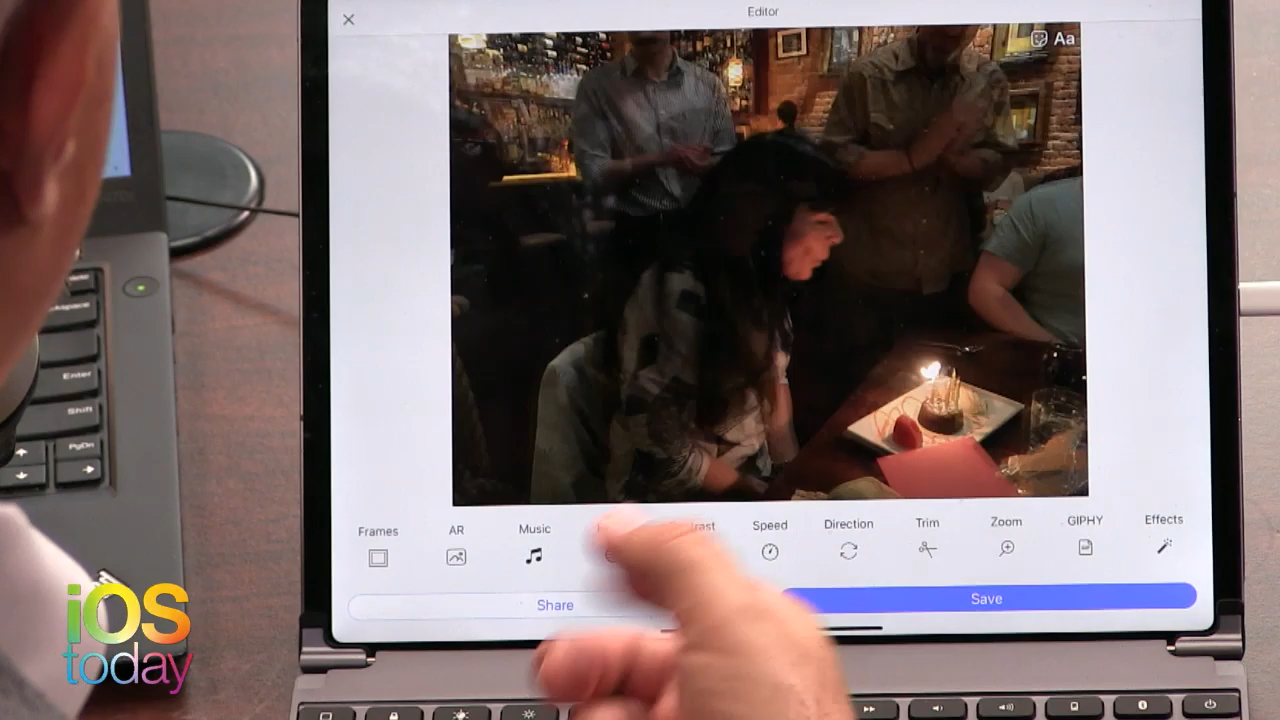 Editor
Aa
Frames AR Music Speed Direction Trim Zoom GIPHY Effects
Share Save
Enter
Shift
PgDn
iOS
today